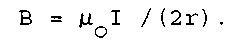 B = μ₀I /(2r).